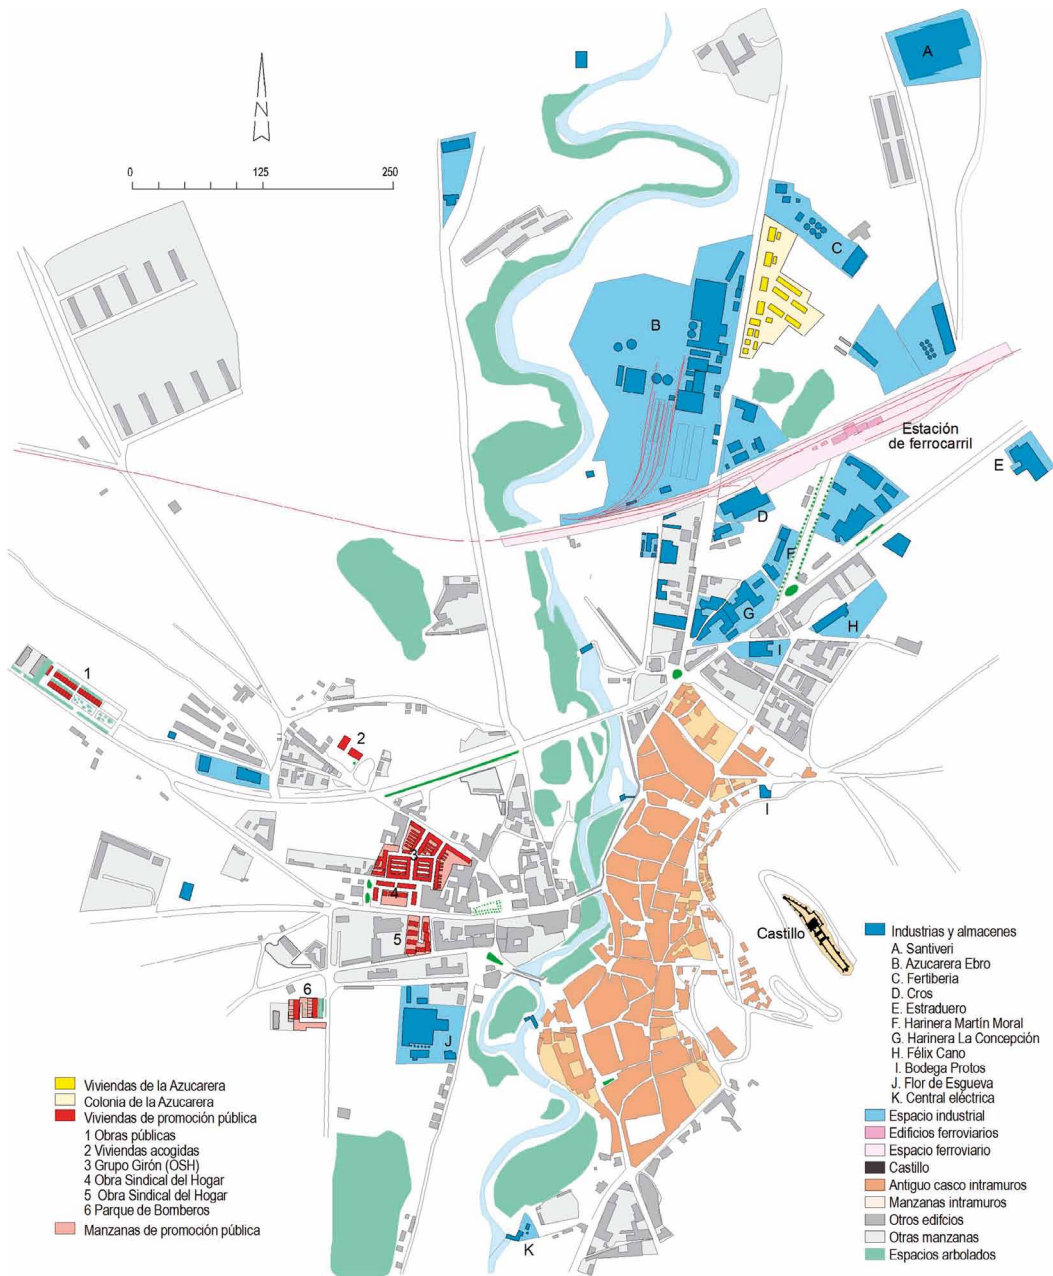 N
0 125 250
A
C
B
Estación
de ferrocarril
E
D
F
G
H
I
1
2
I
3
4
5
Castillo
6
J
K
Viviendas de la Azucarera
Colonia de la Azucarera
Viviendas de promoción pública
1 Obras públicas
2 Viviendas acogidas
3 Grupo Girón (OSH)
4 Obra Sindical del Hogar
5 Obra Sindical del Hogar
6 Parque de Bomberos
Manzanas de promoción pública
Industrias y almacenes
A. Santiveri
B. Azucarera Ebro
C. Fertiberia
D. Cros
E. Estraduero
F. Harinera Martín Moral
G. Harinera La Concepción
H. Félix Cano
I. Bodega Protos
J. Flor de Esgueva
K. Central eléctrica
Espacio industrial
Edificios ferroviarios
Espacio ferroviario
Castillo
Antiguo casco intramuros
Manzanas intramuros
Otros edifcios
Otras manzanas
Espacios arbolados